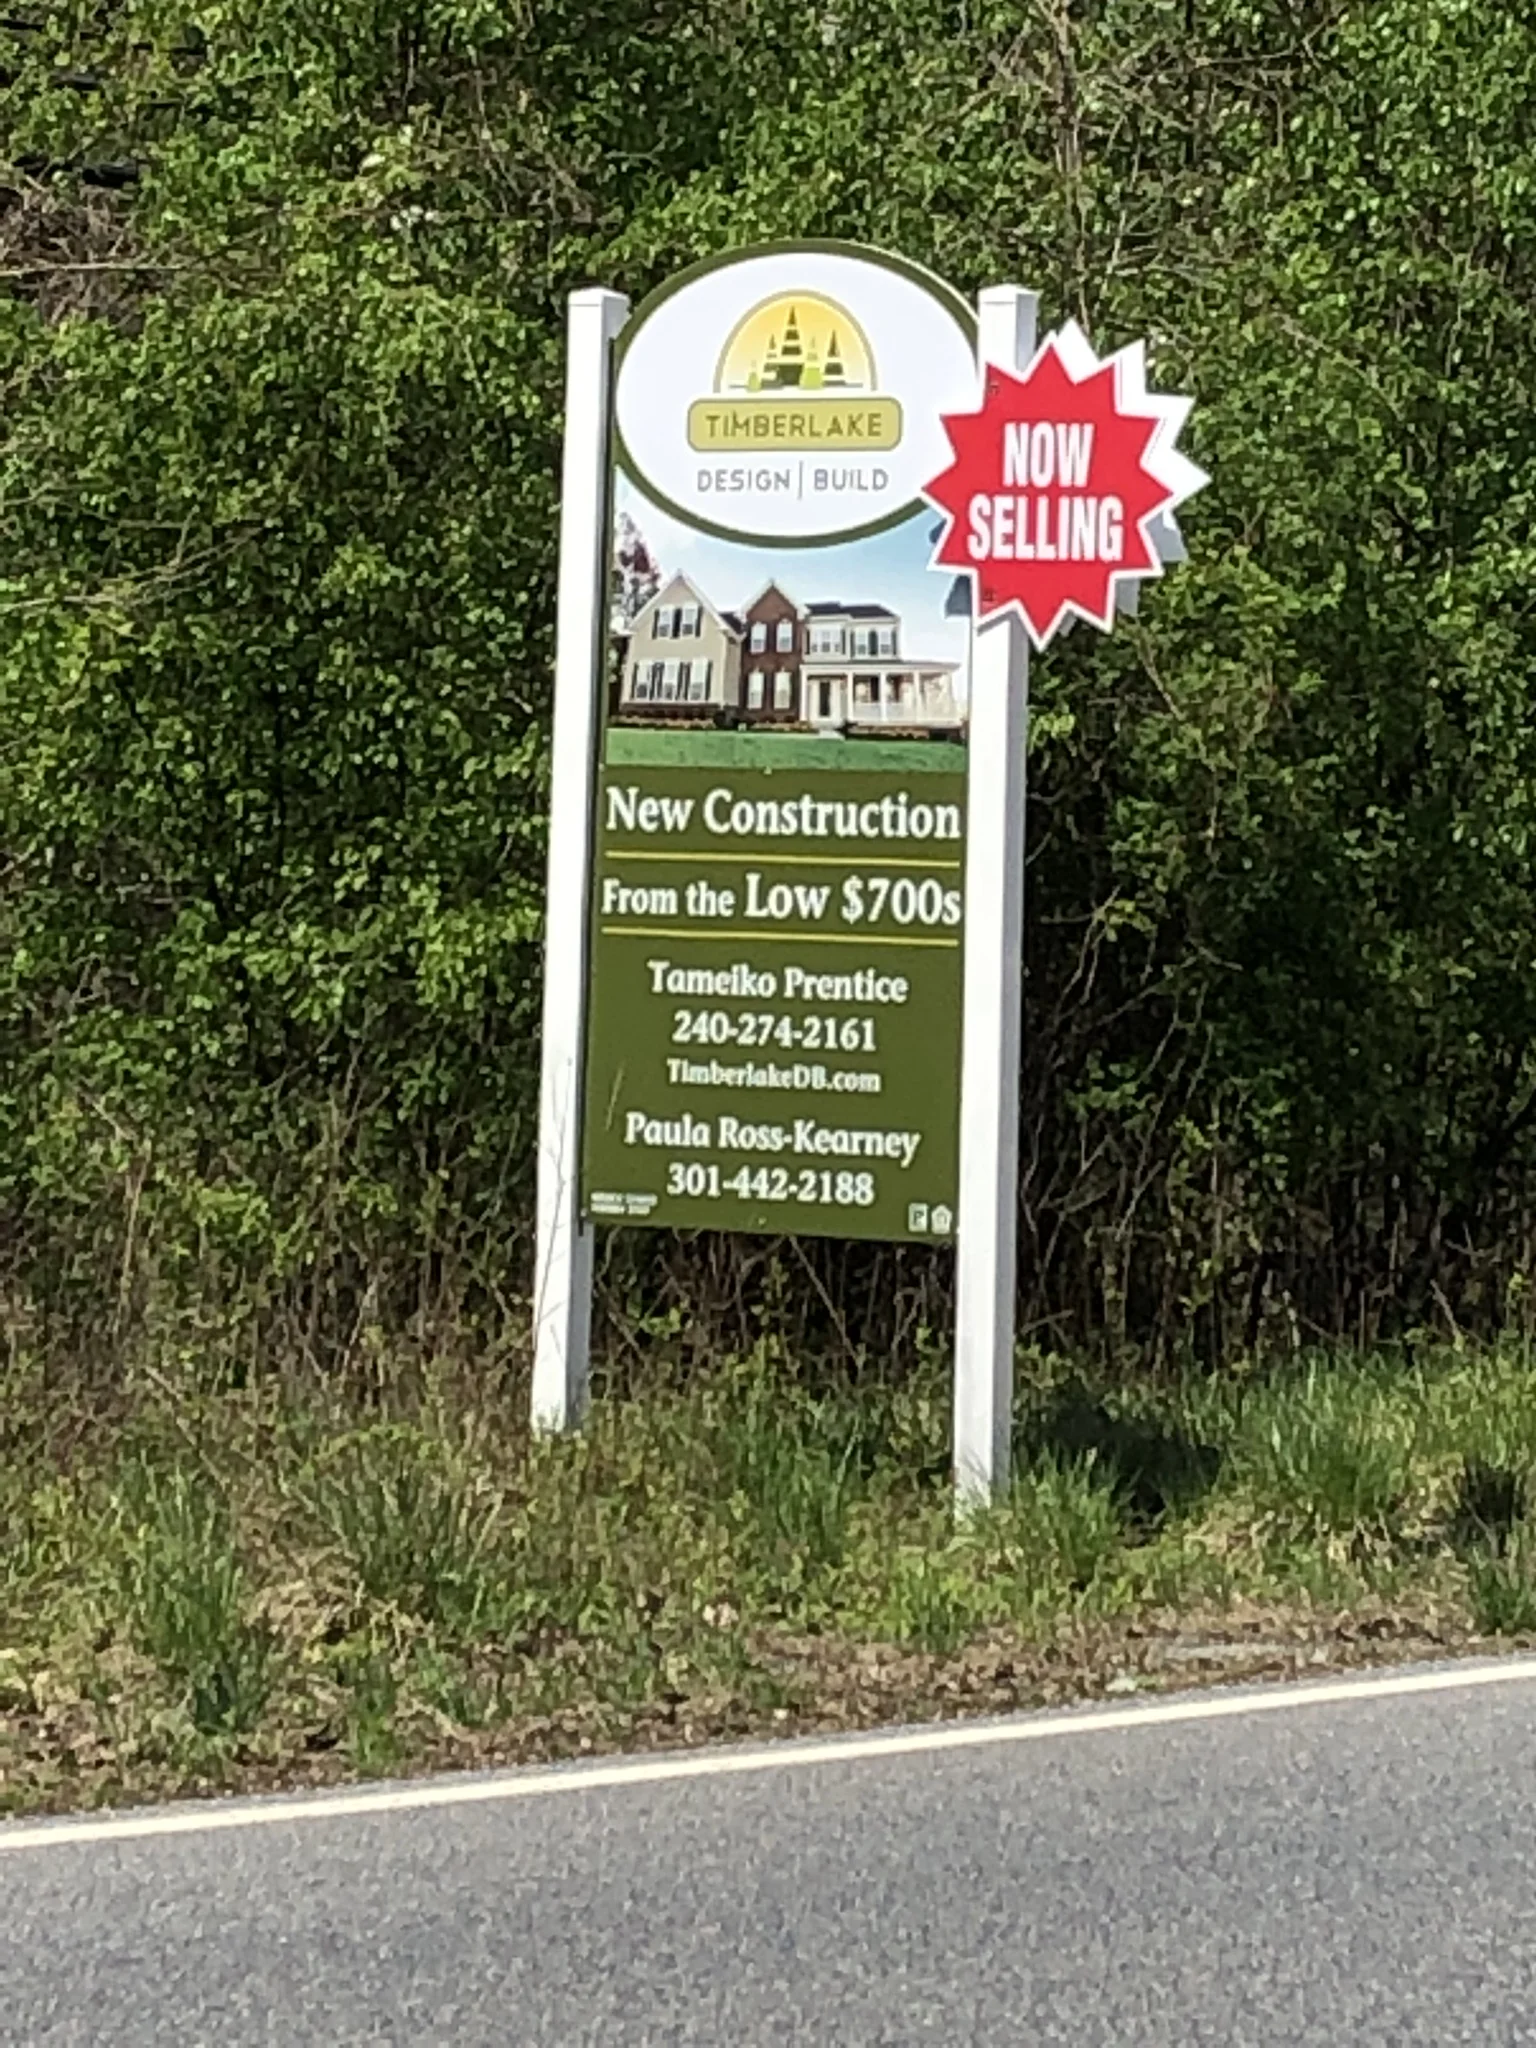 TIMBERLAKE
DESIGN | BUILD
NOW
SELLING
New Construction
From the Low $700s
Tameiko Prentice
240-274-2161
TimberlakeDB.com
Paula Ross-Kearney
301-442-2188